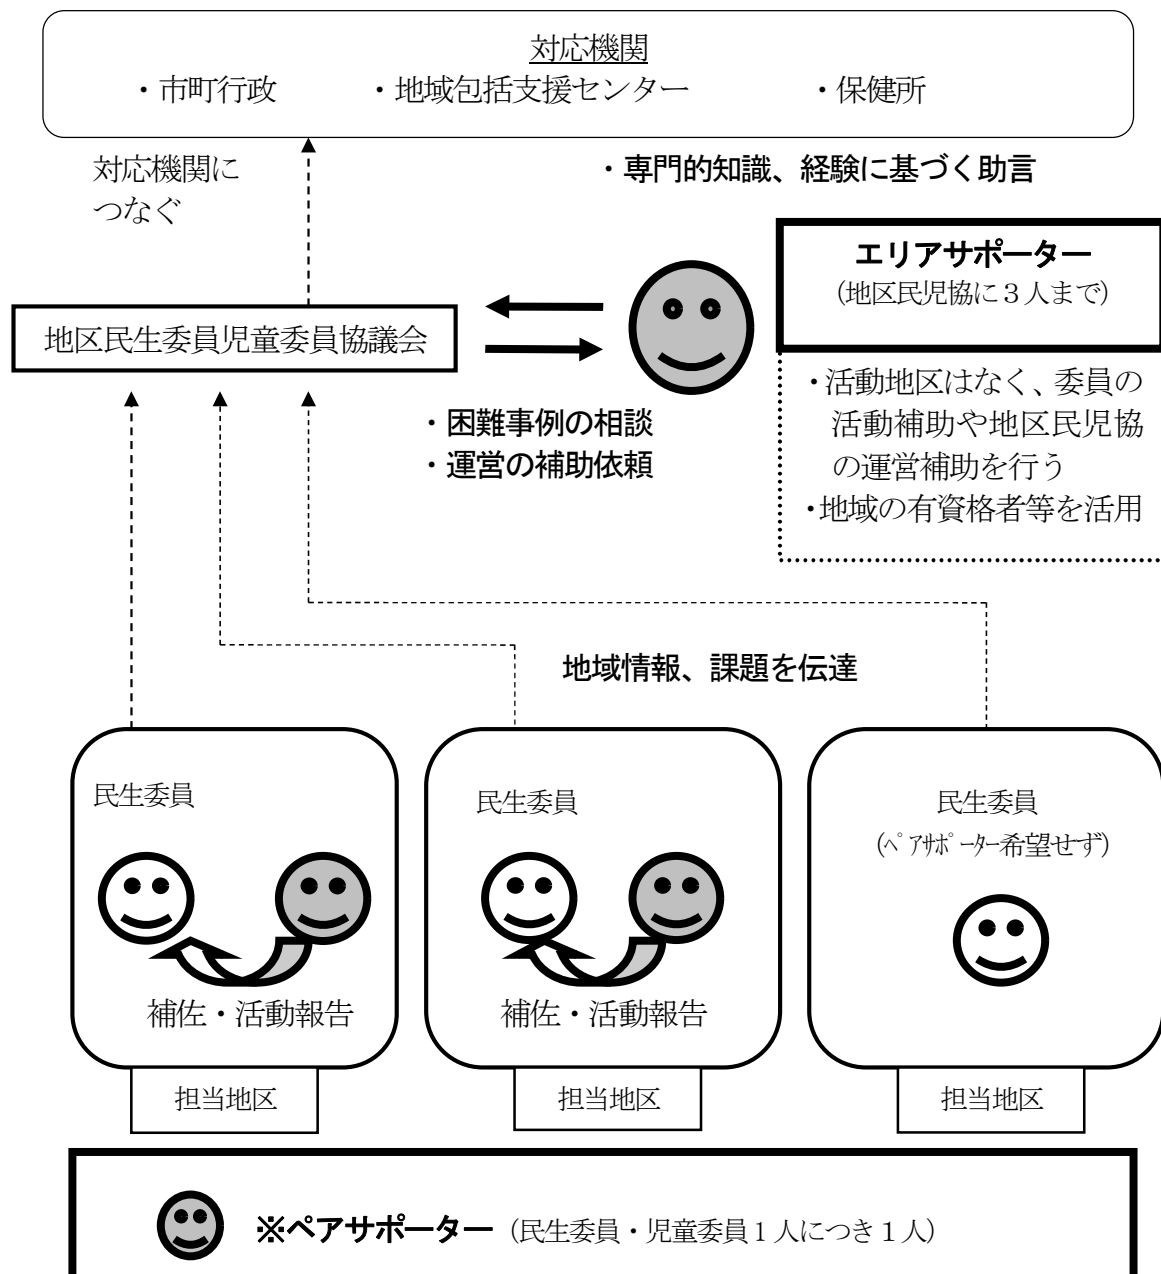 対応機関
・市町行政　・地域包括支援センター　・保健所
対応機関に
つなぐ
・専門的知識、経験に基づく助言
エリアサポーター
（地区民児協に３人まで）
地区民生委員児童委員協議会
・活動地区はなく、委員の
活動補助や地区民児協
の運営補助を行う
・地域の有資格者等を活用
・困難事例の相談
・運営の補助依頼
地域情報、課題を伝達
民生委員
補佐・活動報告
担当地区
民生委員
補佐・活動報告
担当地区
民生委員
（ﾍﾟｱｻﾎﾟｰﾀｰ希望せず）
担当地区
※ペアサポーター（民生委員・児童委員１人につき１人）